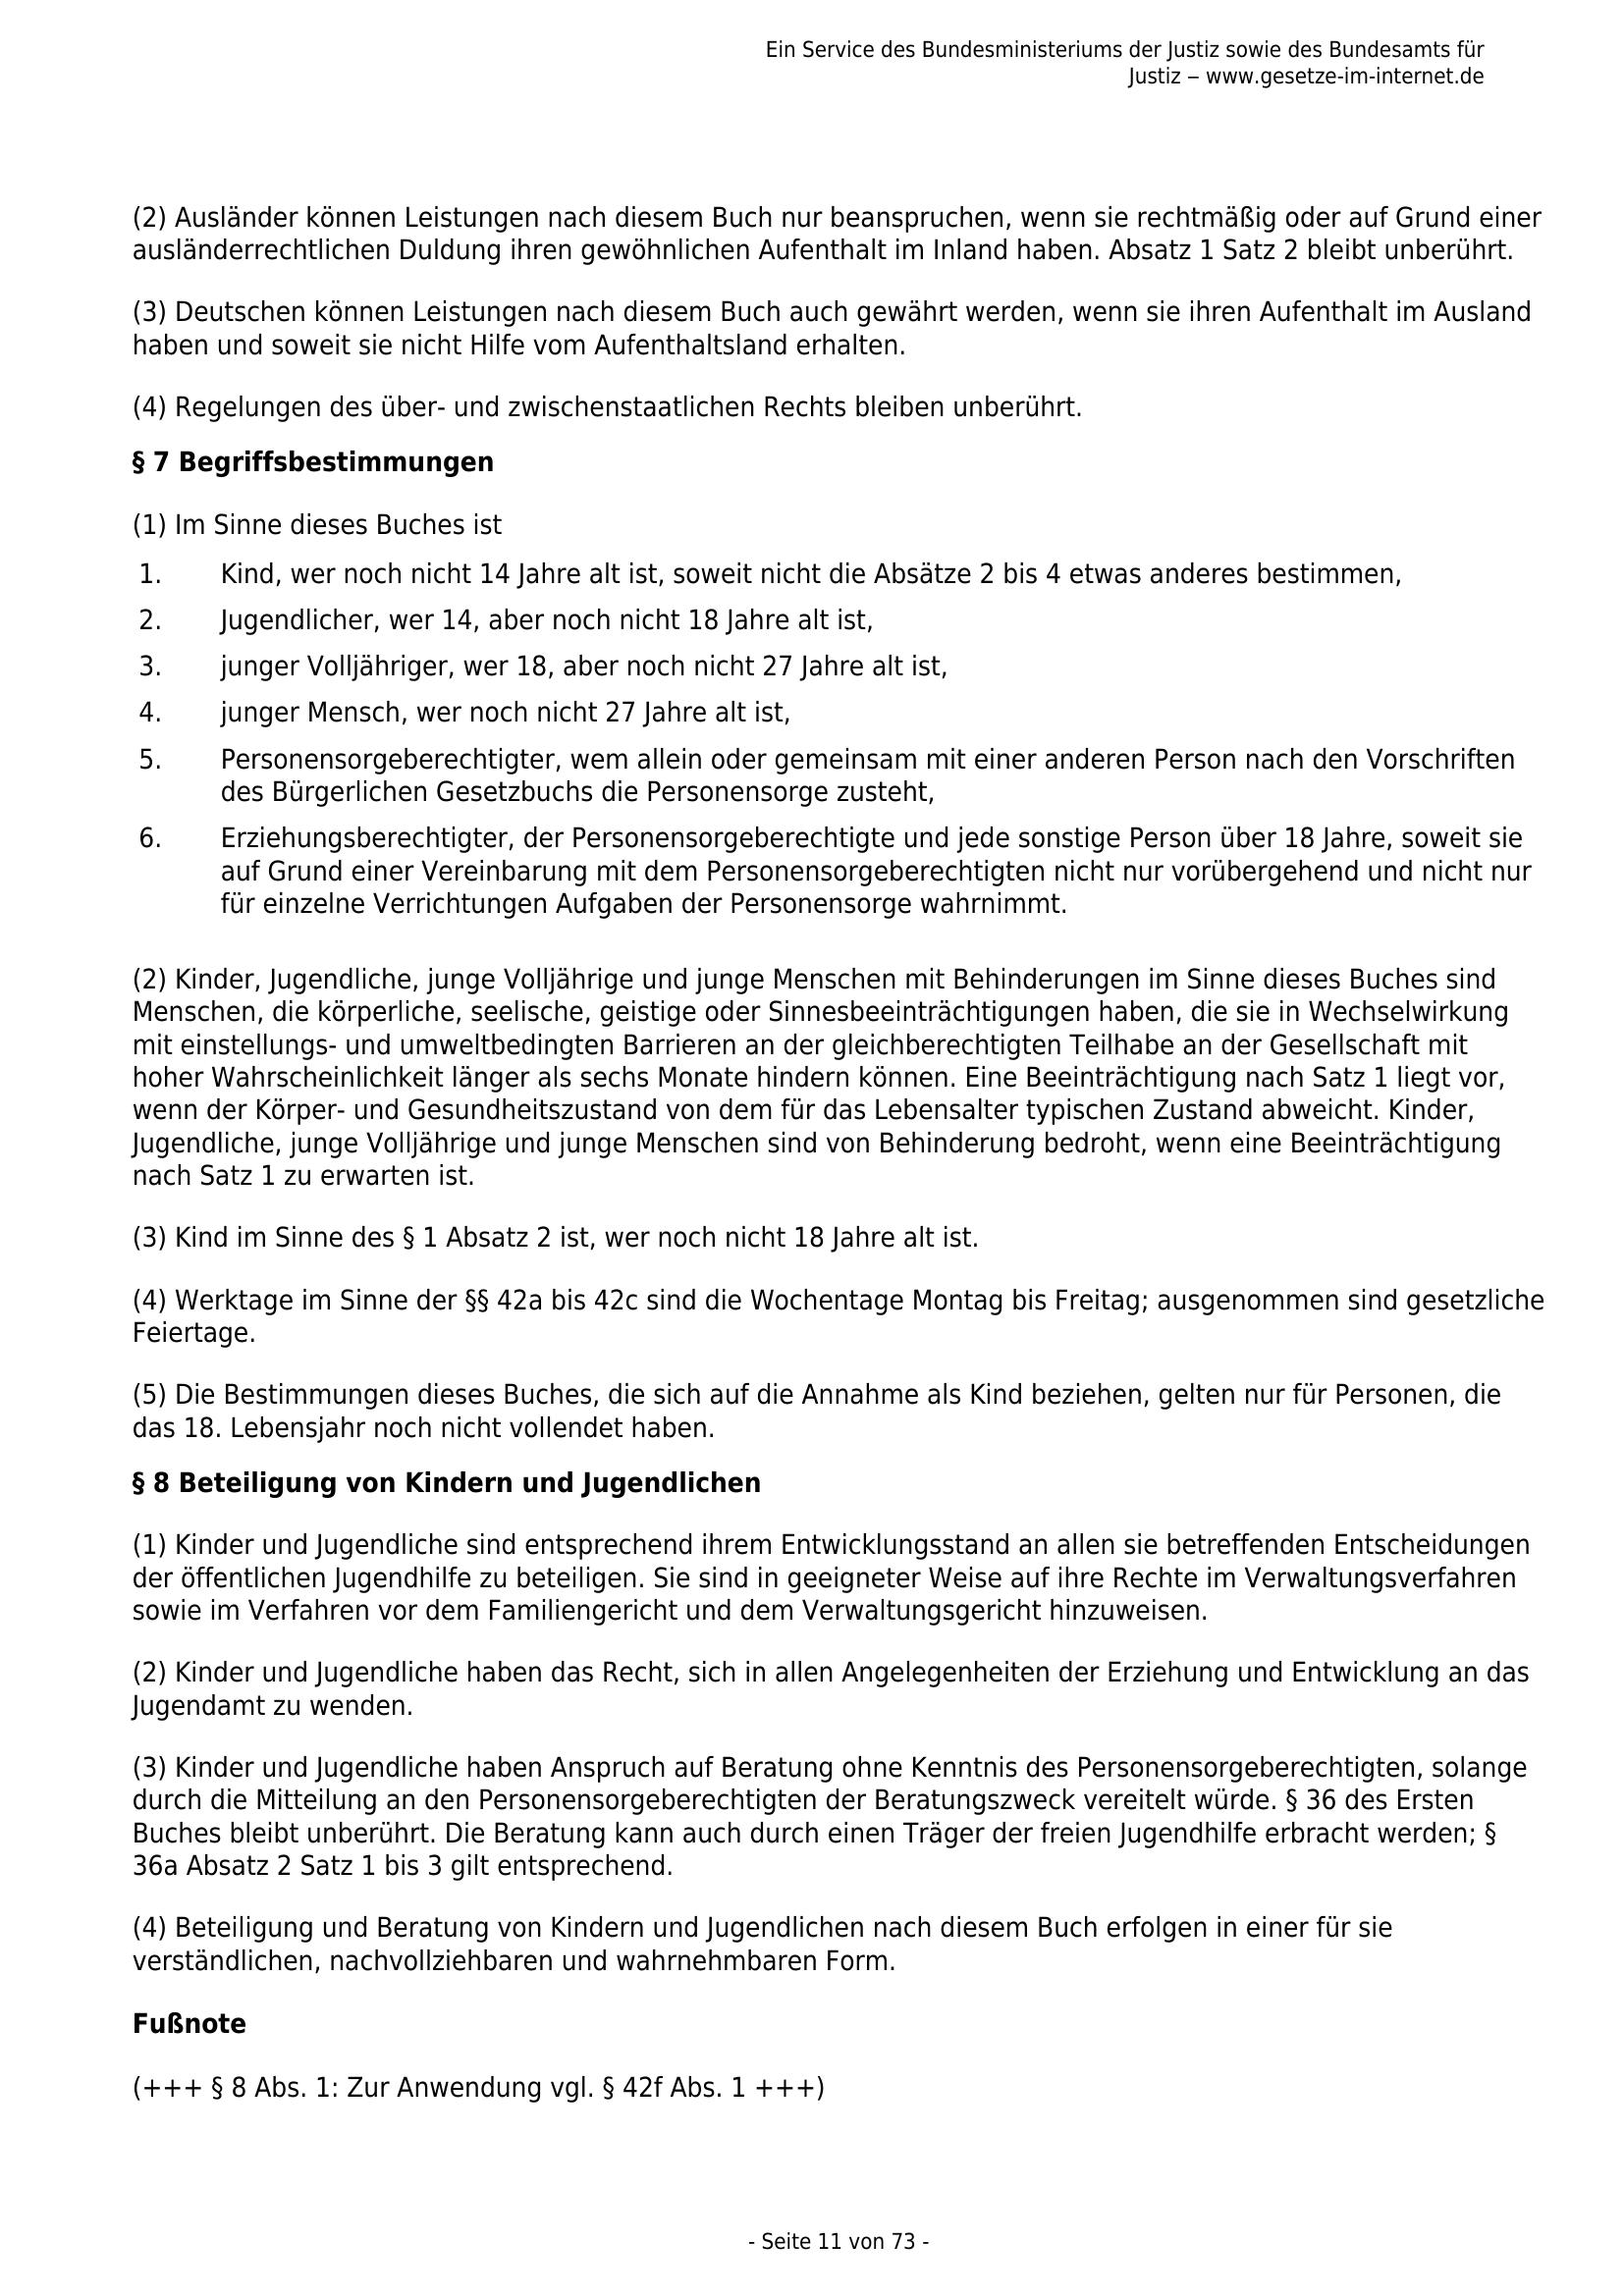 Ein Service des Bundesministeriums der Justiz sowie des Bundesamts für
Justiz ‒ www.gesetze-im-internet.de
(2) Ausländer können Leistungen nach diesem Buch nur beanspruchen, wenn sie rechtmäßig oder auf Grund einer
ausländerrechtlichen Duldung ihren gewöhnlichen Aufenthalt im Inland haben. Absatz 1 Satz 2 bleibt unberührt.
(3) Deutschen können Leistungen nach diesem Buch auch gewährt werden, wenn sie ihren Aufenthalt im Ausland
haben und soweit sie nicht Hilfe vom Aufenthaltsland erhalten.
(4) Regelungen des über- und zwischenstaatlichen Rechts bleiben unberührt.
§ 7 Begriffsbestimmungen
(1) Im Sinne dieses Buches ist
1. Kind, wer noch nicht 14 Jahre alt ist, soweit nicht die Absätze 2 bis 4 etwas anderes bestimmen,
2. Jugendlicher, wer 14, aber noch nicht 18 Jahre alt ist,
3. junger Volljähriger, wer 18, aber noch nicht 27 Jahre alt ist,
4. junger Mensch, wer noch nicht 27 Jahre alt ist,
5. Personensorgeberechtigter, wem allein oder gemeinsam mit einer anderen Person nach den Vorschriften
des Bürgerlichen Gesetzbuchs die Personensorge zusteht,
6. Erziehungsberechtigter, der Personensorgeberechtigte und jede sonstige Person über 18 Jahre, soweit sie
auf Grund einer Vereinbarung mit dem Personensorgeberechtigten nicht nur vorübergehend und nicht nur
für einzelne Verrichtungen Aufgaben der Personensorge wahrnimmt.
(2) Kinder, Jugendliche, junge Volljährige und junge Menschen mit Behinderungen im Sinne dieses Buches sind
Menschen, die körperliche, seelische, geistige oder Sinnesbeeinträchtigungen haben, die sie in Wechselwirkung
mit einstellungs- und umweltbedingten Barrieren an der gleichberechtigten Teilhabe an der Gesellschaft mit
hoher Wahrscheinlichkeit länger als sechs Monate hindern können. Eine Beeinträchtigung nach Satz 1 liegt vor,
wenn der Körper- und Gesundheitszustand von dem für das Lebensalter typischen Zustand abweicht. Kinder,
Jugendliche, junge Volljährige und junge Menschen sind von Behinderung bedroht, wenn eine Beeinträchtigung
nach Satz 1 zu erwarten ist.
(3) Kind im Sinne des § 1 Absatz 2 ist, wer noch nicht 18 Jahre alt ist.
(4) Werktage im Sinne der §§ 42a bis 42c sind die Wochentage Montag bis Freitag; ausgenommen sind gesetzliche
Feiertage.
(5) Die Bestimmungen dieses Buches, die sich auf die Annahme als Kind beziehen, gelten nur für Personen, die
das 18. Lebensjahr noch nicht vollendet haben.
§ 8 Beteiligung von Kindern und Jugendlichen
(1) Kinder und Jugendliche sind entsprechend ihrem Entwicklungsstand an allen sie betreffenden Entscheidungen
der öffentlichen Jugendhilfe zu beteiligen. Sie sind in geeigneter Weise auf ihre Rechte im Verwaltungsverfahren
sowie im Verfahren vor dem Familiengericht und dem Verwaltungsgericht hinzuweisen.
(2) Kinder und Jugendliche haben das Recht, sich in allen Angelegenheiten der Erziehung und Entwicklung an das
Jugendamt zu wenden.
(3) Kinder und Jugendliche haben Anspruch auf Beratung ohne Kenntnis des Personensorgeberechtigten, solange
durch die Mitteilung an den Personensorgeberechtigten der Beratungszweck vereitelt würde. § 36 des Ersten
Buches bleibt unberührt. Die Beratung kann auch durch einen Träger der freien Jugendhilfe erbracht werden; §
36a Absatz 2 Satz 1 bis 3 gilt entsprechend.
(4) Beteiligung und Beratung von Kindern und Jugendlichen nach diesem Buch erfolgen in einer für sie
verständlichen, nachvollziehbaren und wahrnehmbaren Form.
Fußnote
(+++ § 8 Abs. 1: Zur Anwendung vgl. § 42f Abs. 1 +++)
- Seite 11 von 73 -